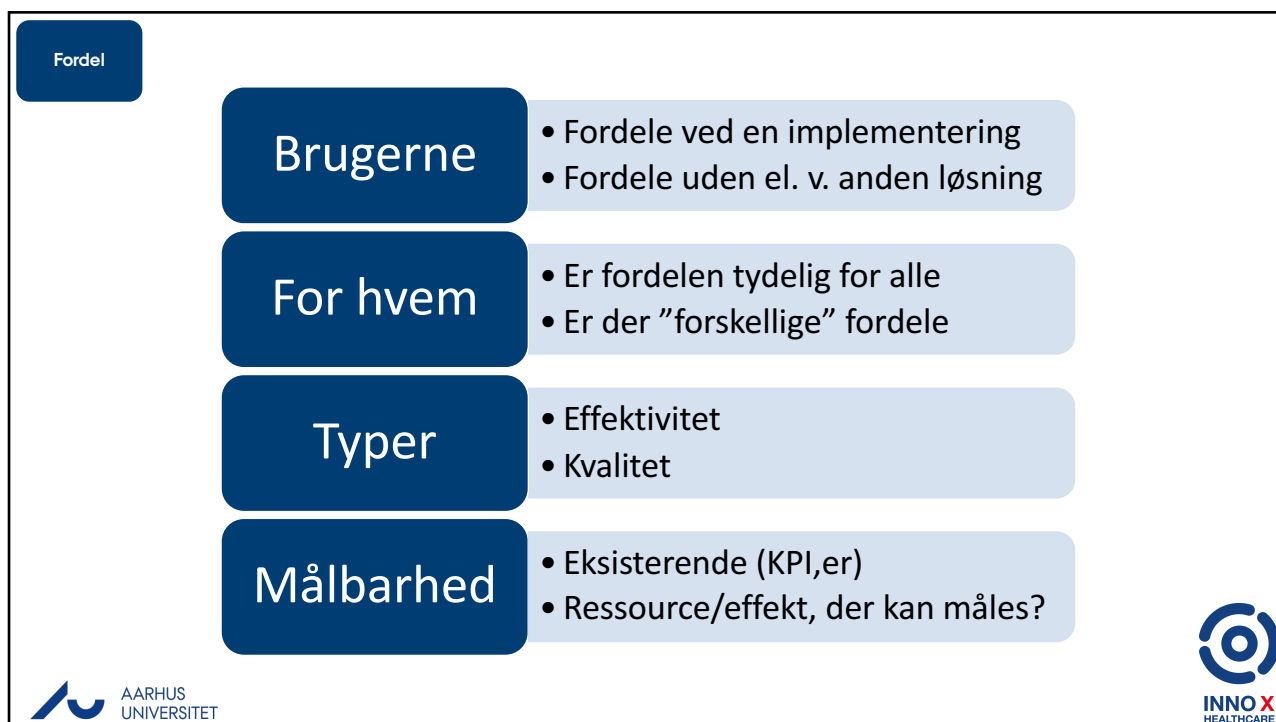 Fordel
Brugerne
• Fordele ved en implementering
• Fordele uden el. v. anden løsning
For hvem
• Er fordelen tydelig for alle
• Er der ”forskellige” fordele
Typer
• Effektivitet
• Kvalitet
Målbarhed
• Eksisterende (KPI,er)
• Ressource/effekt, der kan måles?
AARHUS
UNIVERSITET
INNO X
HEALTHCARE